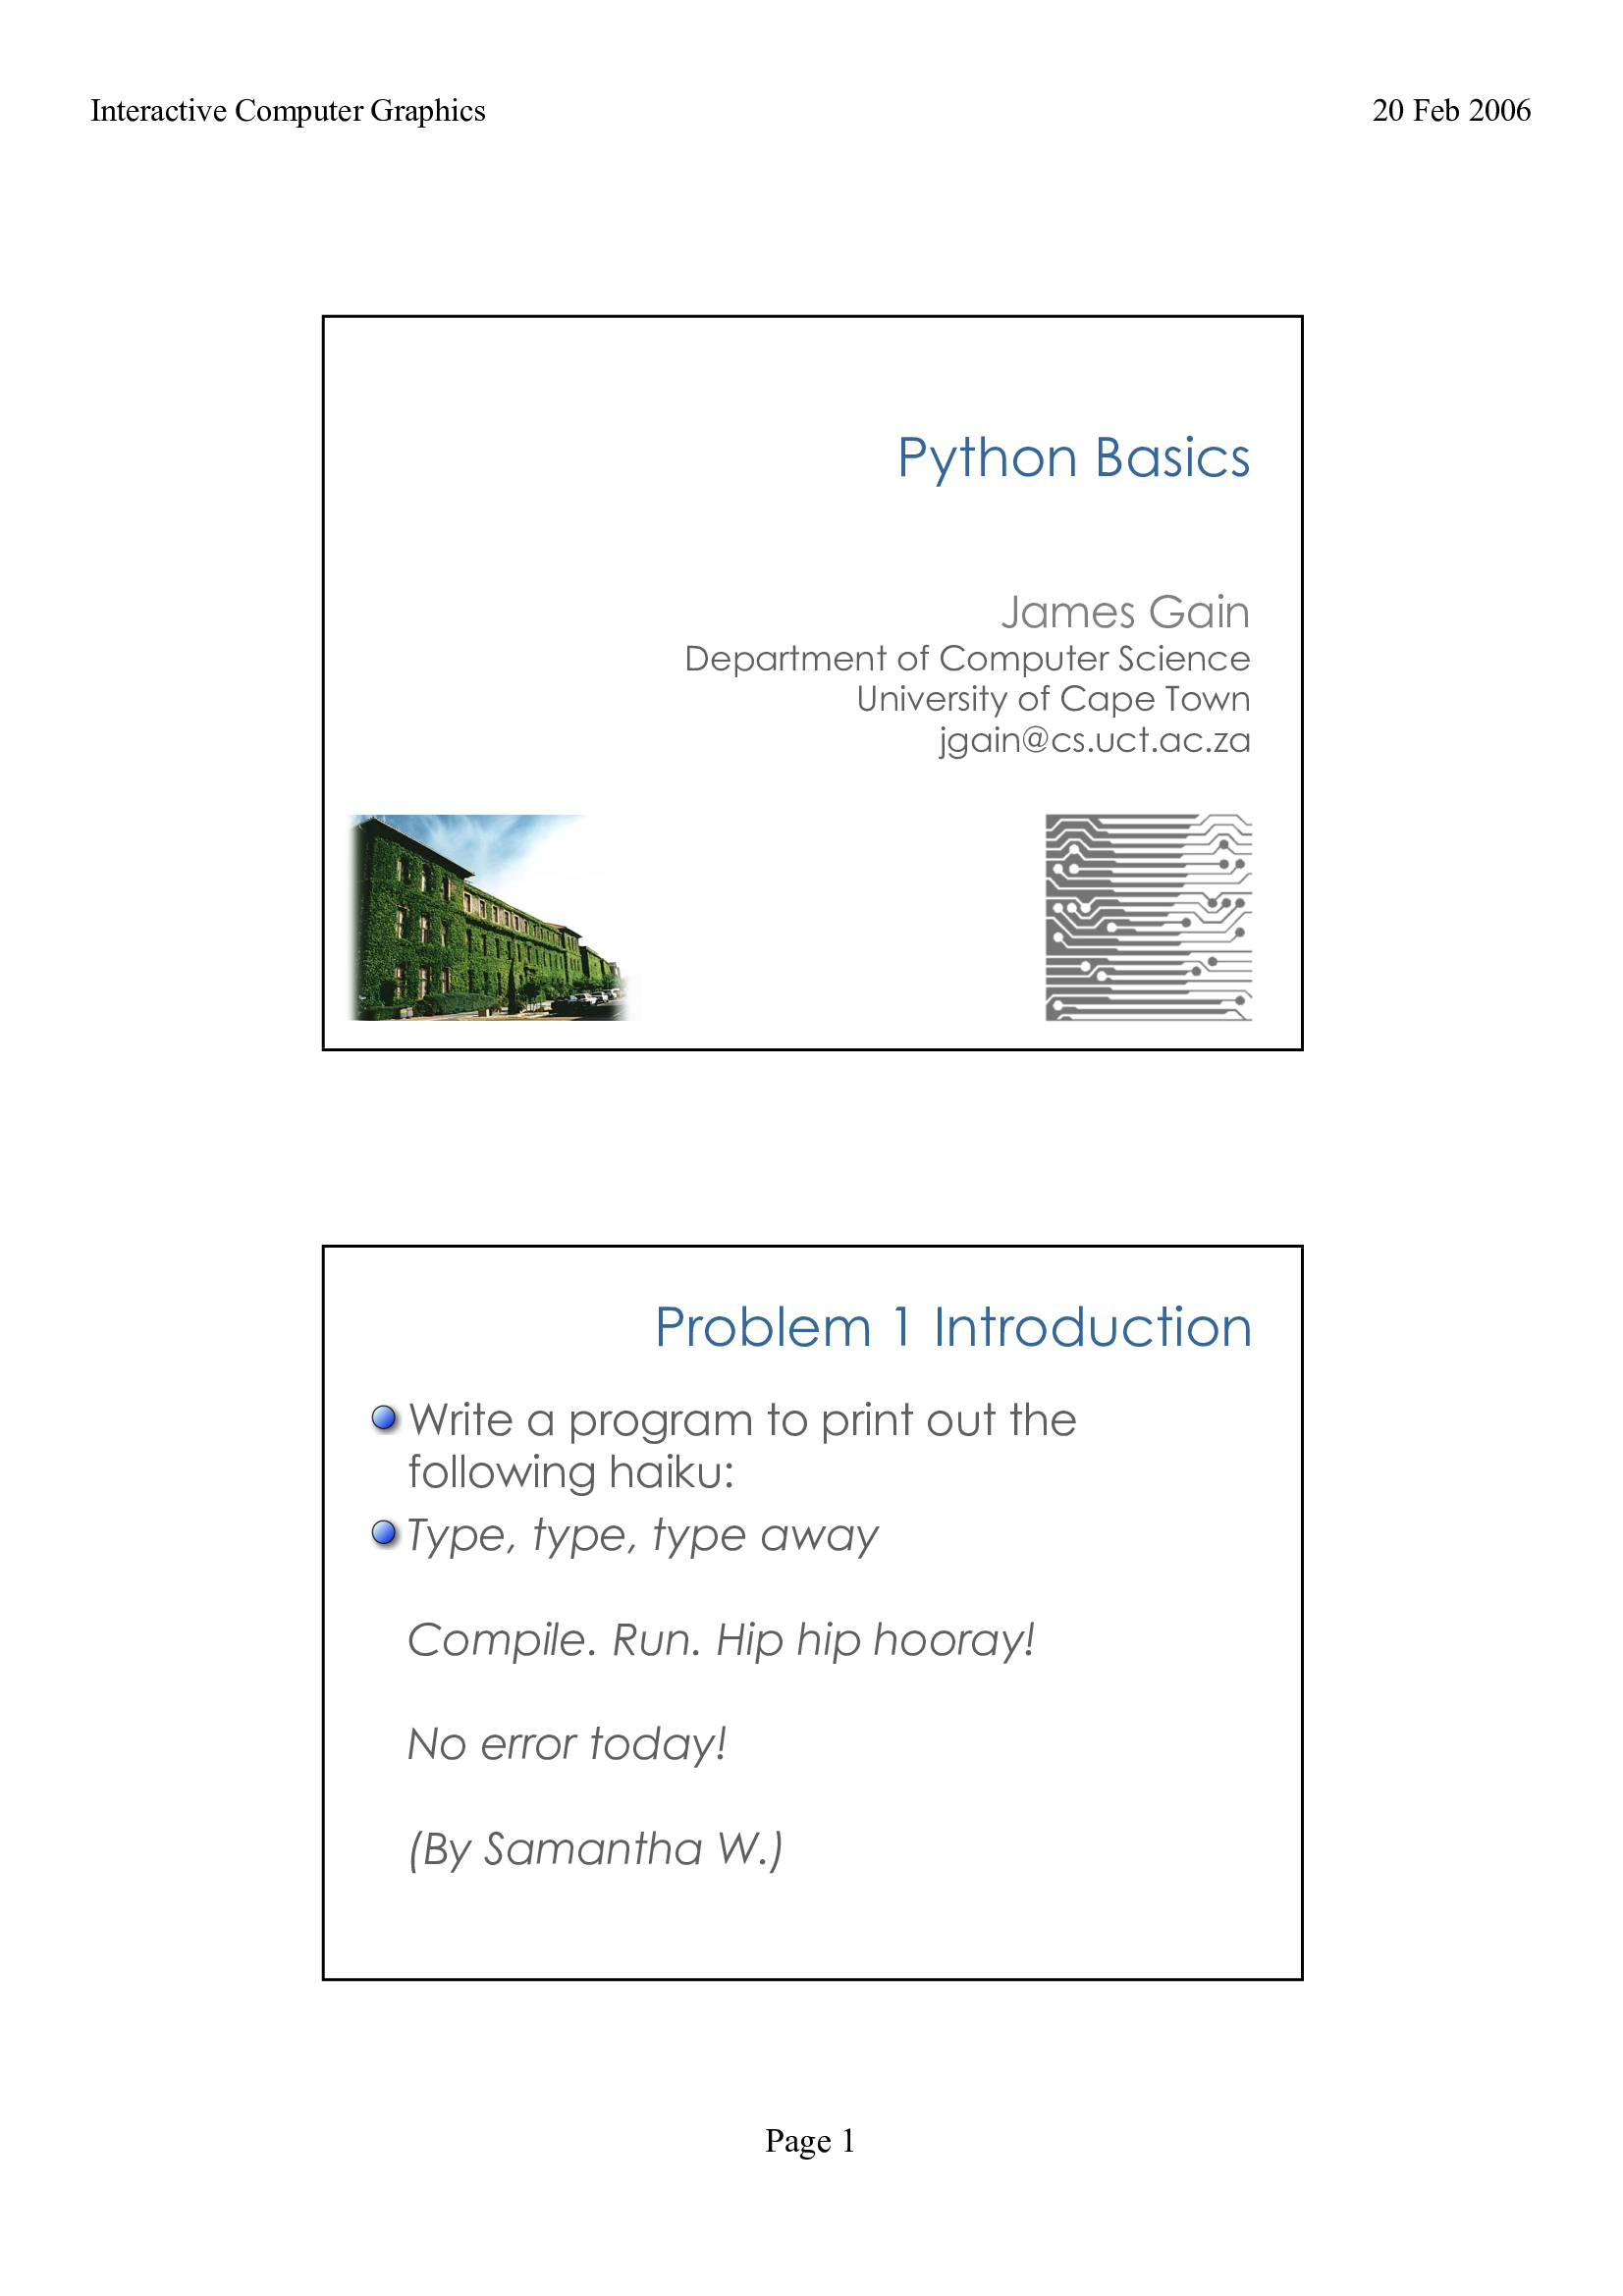 Interactive Computer Graphics
20 Feb 2006
Python Basics
James Gain
Department of Computer Science
University of Cape Town
jgain@cs.uct.ac.za
Problem 1 Introduction
Write a program to print out the
following haiku:
Type, type, type away
Compile. Run. Hip hip hooray!
No error today!
(By Samantha W.)
Page 1